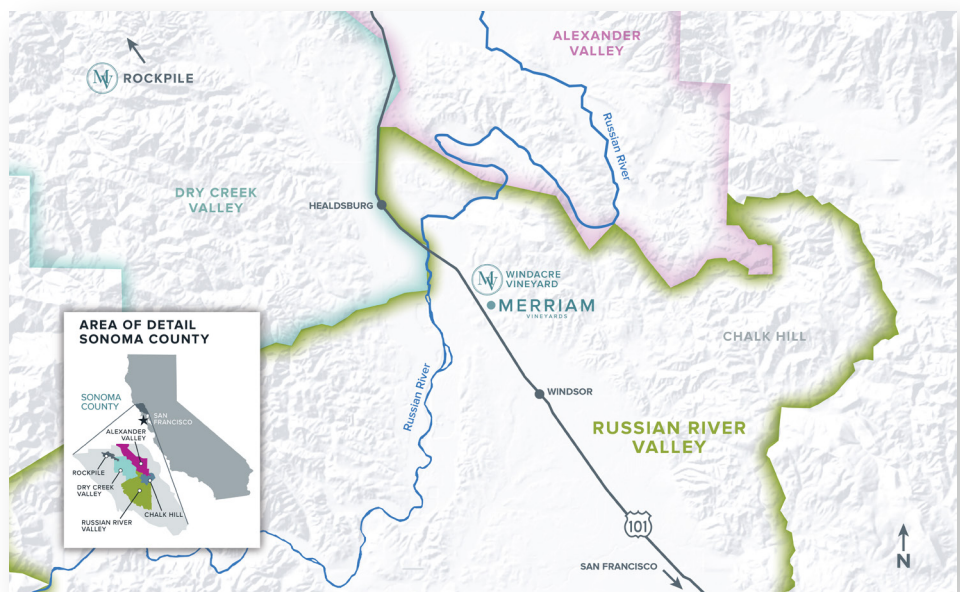 ALEXANDER
VALLEY
MV ROCKPILE
Russian River
DRY CREEK
VALLEY
HEALDSBURG
MV WINDACRE
VINEYARD
MERRIAM
VINEYARDS
CHALK HILL
WINDSOR
Russian River
RUSSIAN RIVER
VALLEY
101
SAN FRANCISCO
N
AREA OF DETAIL
SONOMA COUNTY
SONOMA
COUNTY
SAN
FRANCISCO
ALEXANDER
VALLEY
ROCKPILE
DRY CREEK
VALLEY
CHALK HILL
RUSSIAN RIVER
VALLEY